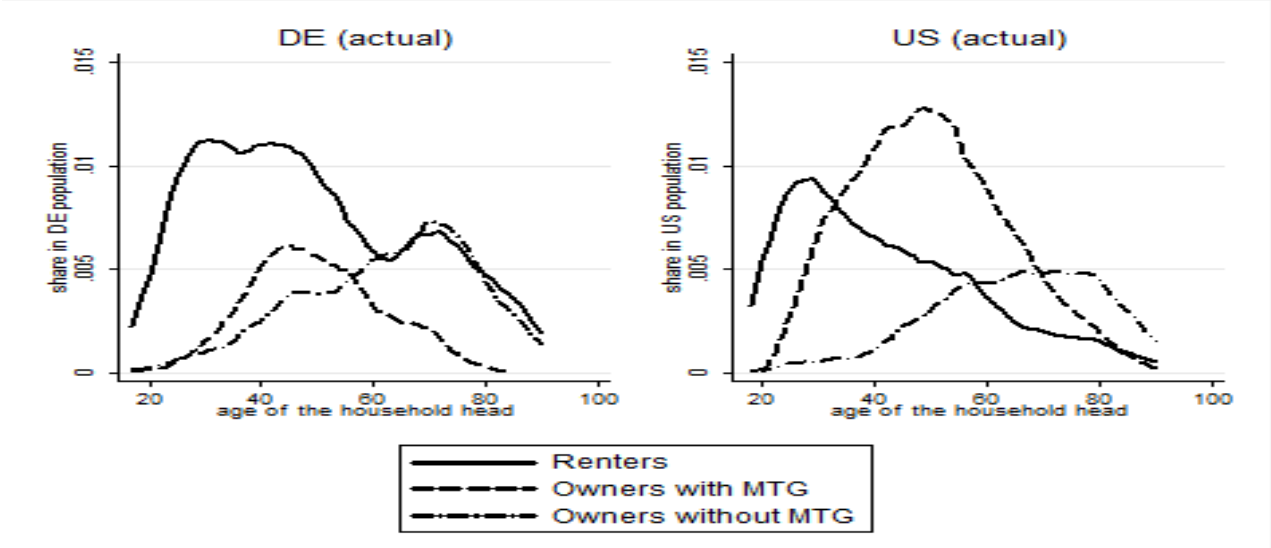 DE (actual)
share in DE population
.015
.01
.005
0
20 40 60 80 100
age of the household head
US (actual)
share in US population
.015
.01
.005
0
20 40 60 80 100
age of the household head
Renters
Owners with MTG
Owners without MTG